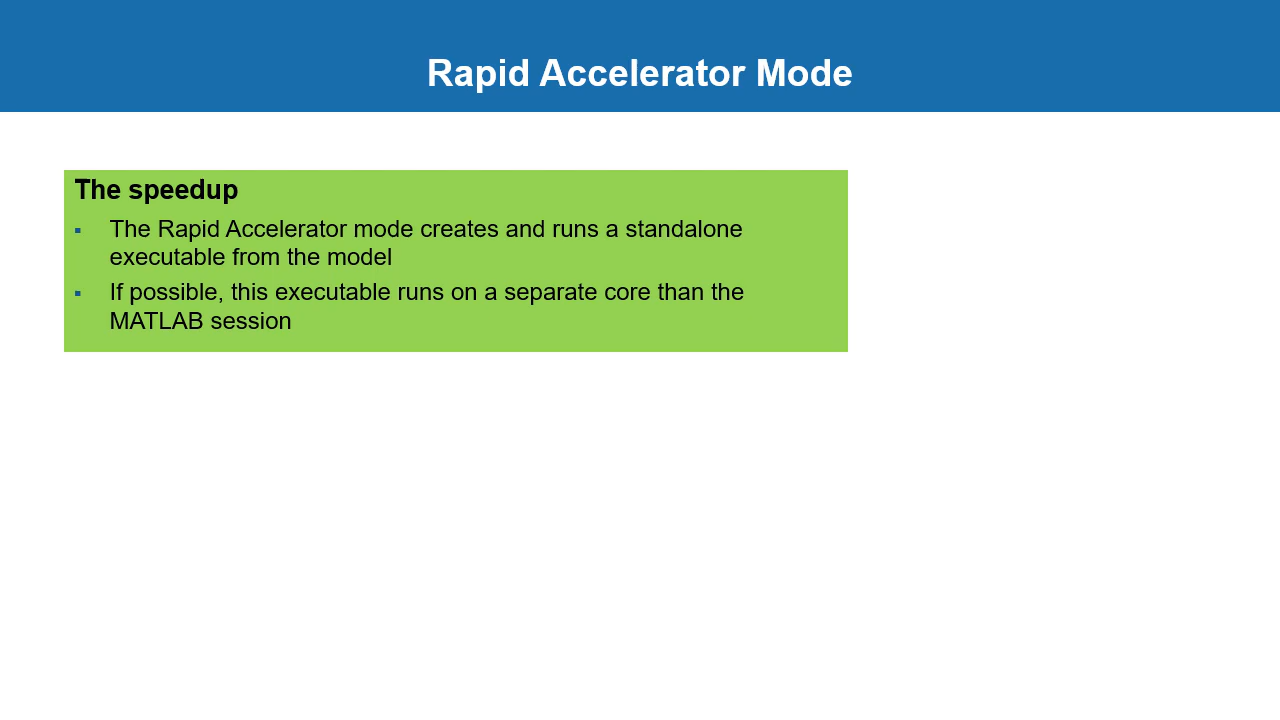 Rapid Accelerator Mode
The speedup
▪ The Rapid Accelerator mode creates and runs a standalone
executable from the model
▪ If possible, this executable runs on a separate core than the
MATLAB session